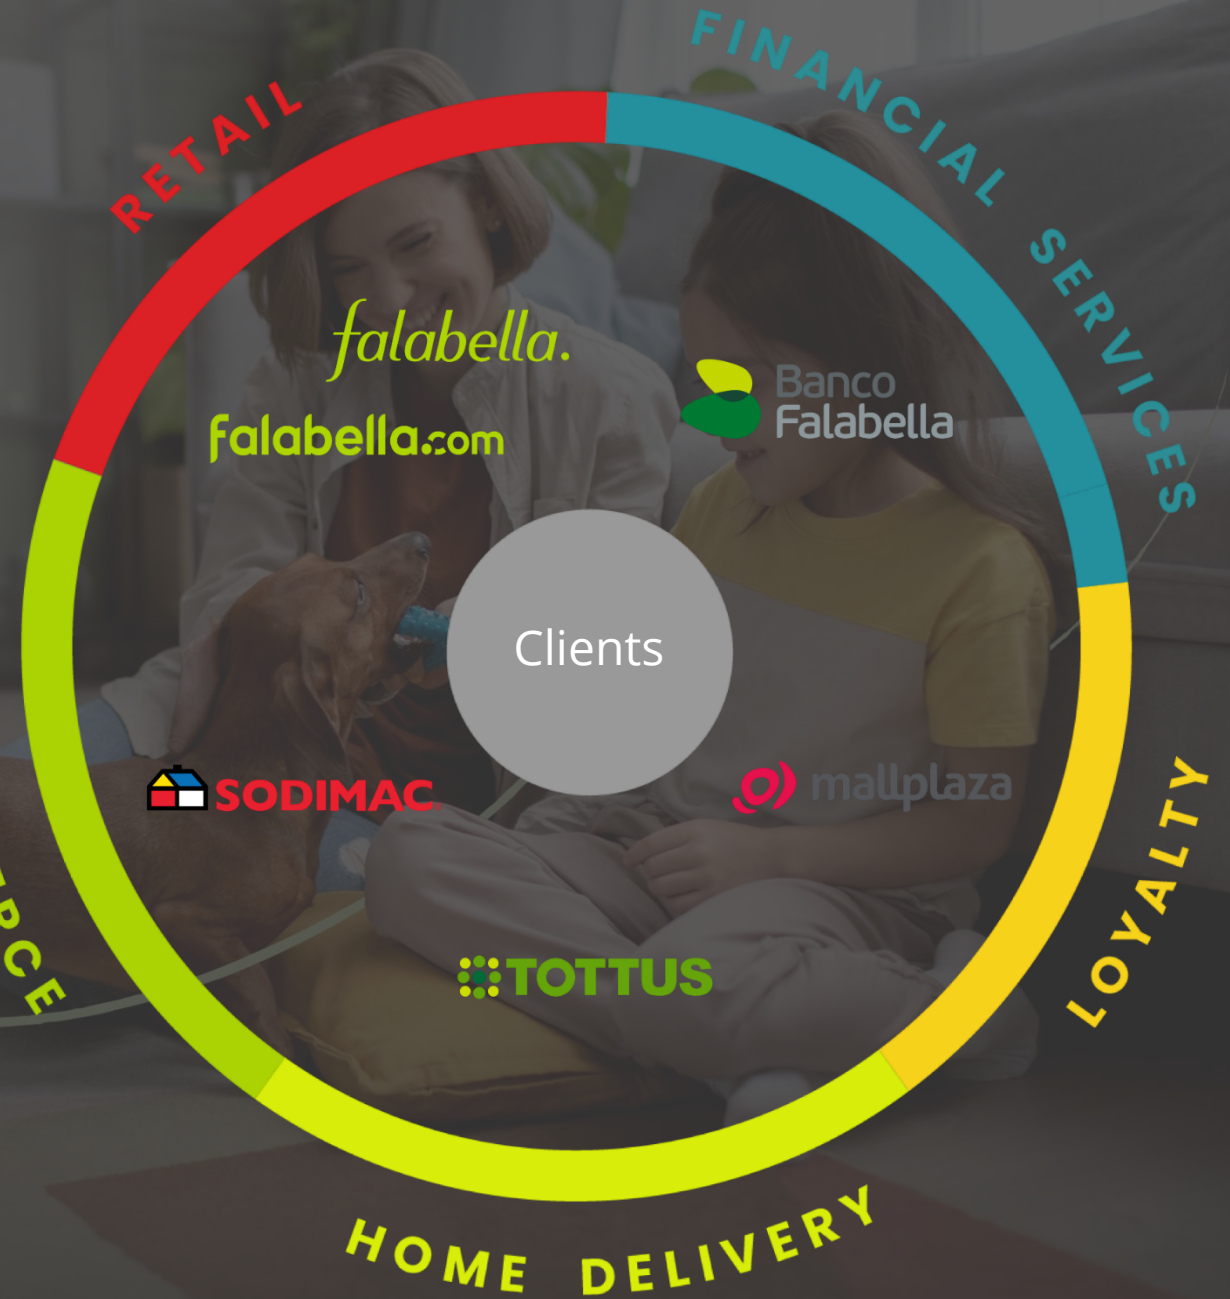 RETAIL
FINANCIAL SERVICES
falabella.
falabella.com
Banco
Falabella
Clients
SODIMAC
mallplaza
LOYALTY
TOTTUS
HOME DELIVERY